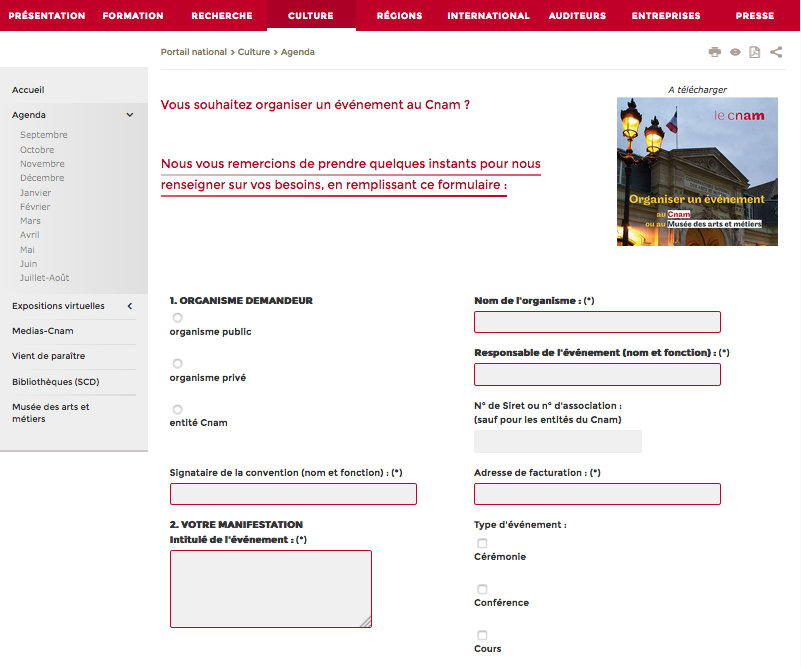 PRÉSENTATION FORMATION RECHERCHE CULTURE RÉGIONS INTERNATIONAL AUDITEURS ENTREPRISES PRESSE
Portail national > Culture > Agenda
Accueil
Agenda
Septembre
Octobre
Novembre
Décembre
Janvier
Février
Mars
Avril
Mai
Juin
Juillet-Août
Expositions virtuelles
Medias-Cnam
Vient de paraître
Bibliothèques (SCD)
Musée des arts et
métiers
Vous souhaitez organiser un événement au Cnam ?
Nous vous remercions de prendre quelques instants pour nous
renseigner sur vos besoins, en remplissant ce formulaire :
A télécharger
le cnam
Organiser un événement
au Cnam
ou au Musée des arts et métiers
1. ORGANISME DEMANDEUR
organisme public
organisme privé
entité Cnam
Nom de l'organisme : (*)
Responsable de l'événement (nom et fonction) : (*)
N° de Siret ou n° d'association :
(sauf pour les entités du Cnam)
Signataire de la convention (nom et fonction) : (*)
Adresse de facturation : (*)
2. VOTRE MANIFESTATION
Intitulé de l'événement : (*)
Type d'événement :
Cérémonie
Conférence
Cours